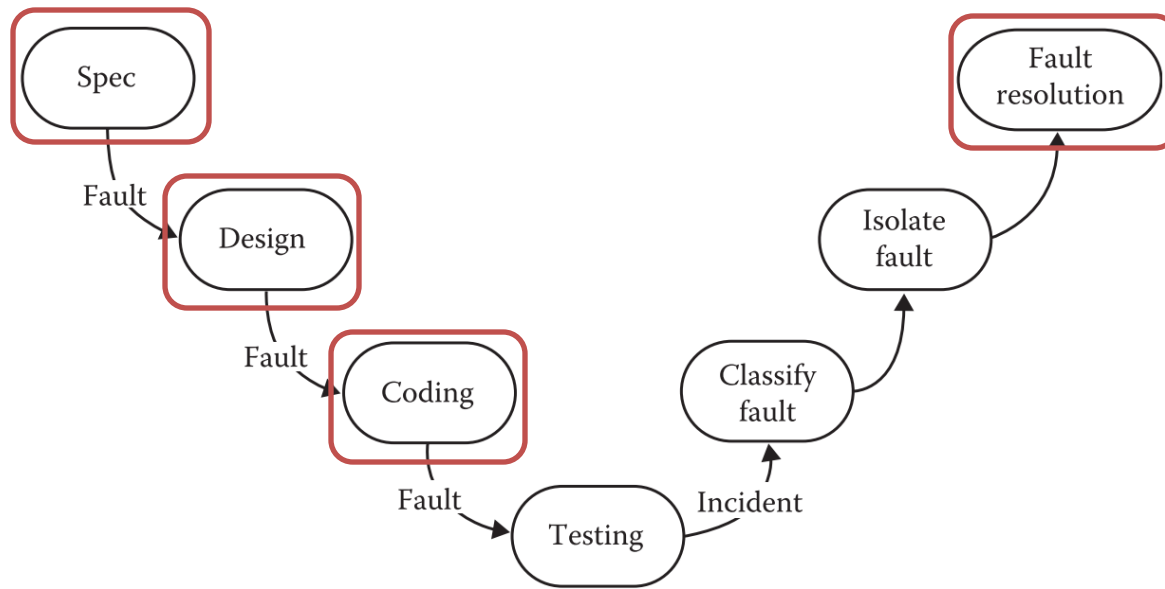 Spec
Fault
resolution
Fault
Design
Isolate
fault
Fault
Coding
Classify
fault
Fault
Incident
Testing